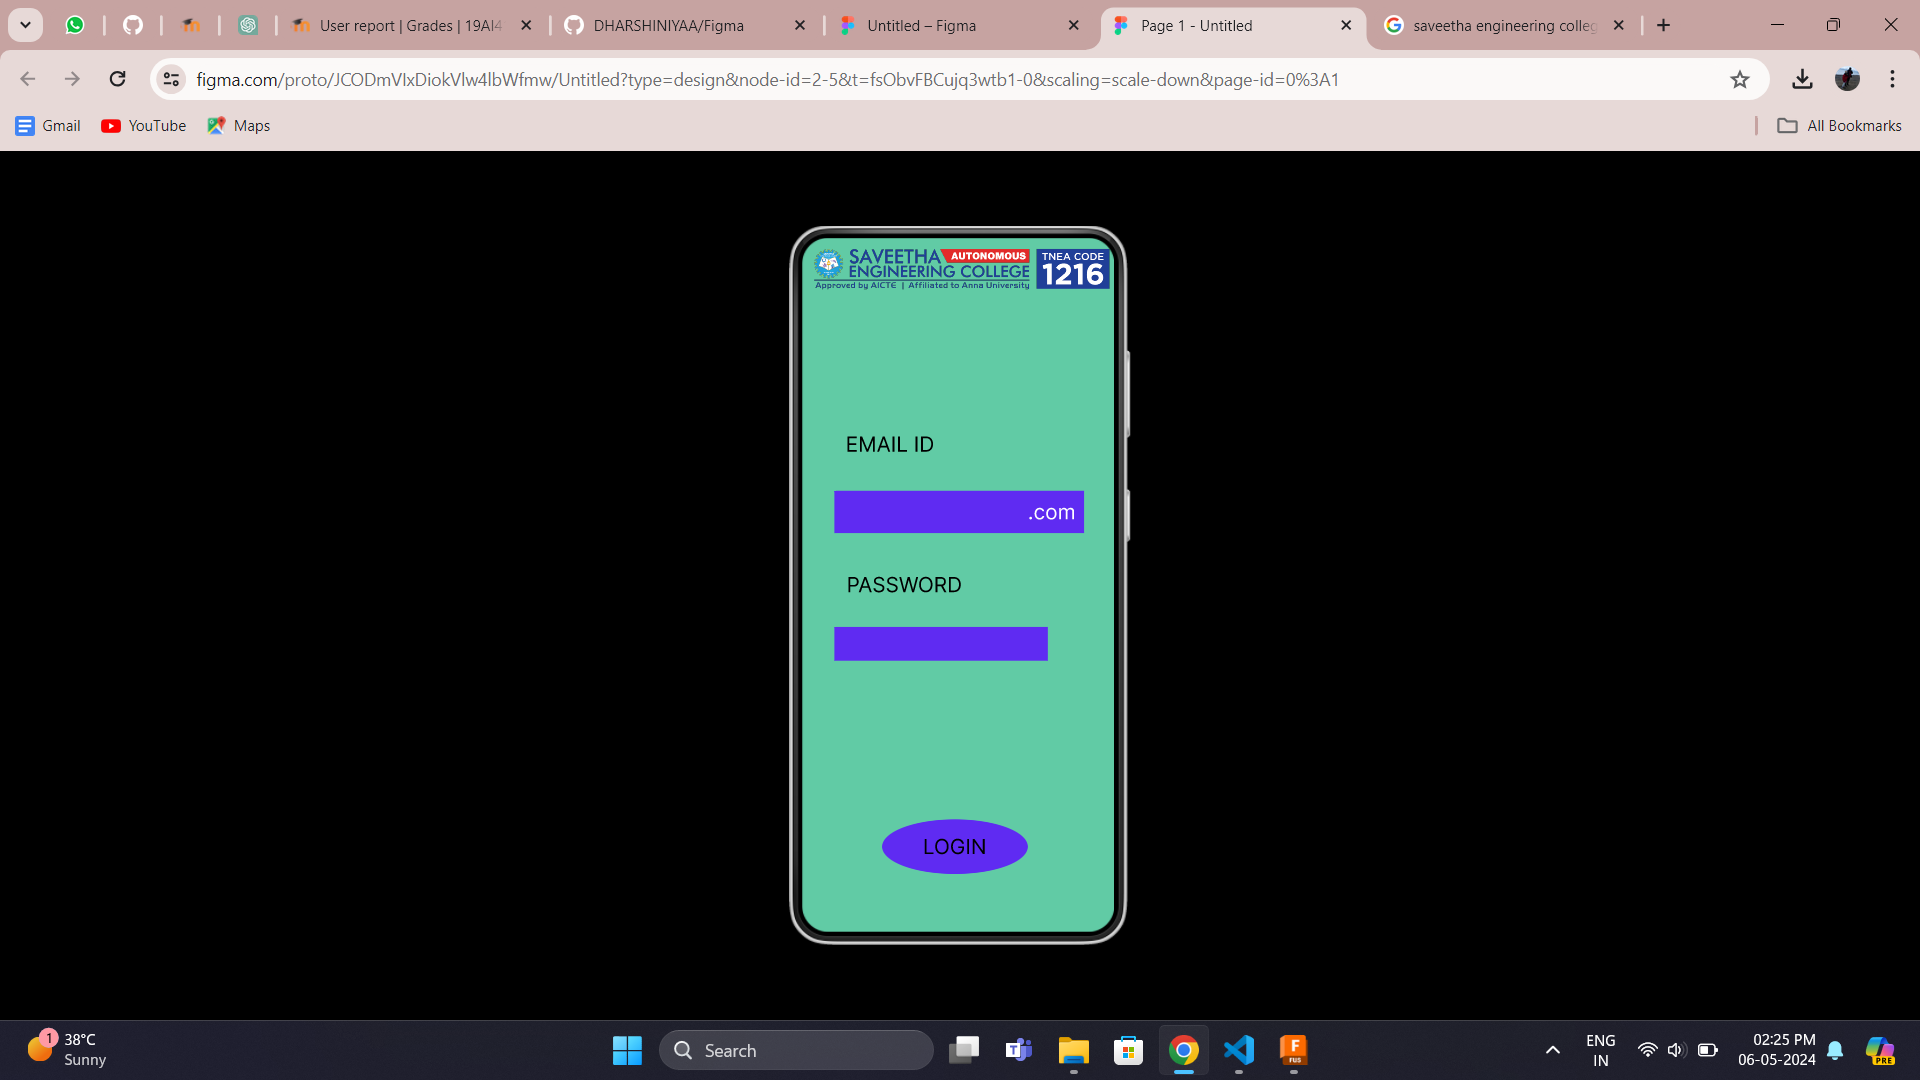 User report | Grades | 19AI4
DHARSHINIYAA/Figma
Untitled – Figma
Page 1 - Untitled
saveetha engineering colleg
figma.com/proto/JCODmVIxDiokVlw4lbWfmw/Untitled?type=design&node-id=2-5&t=fsObvFBCujq3wtb1-0&scaling=scale-down&page-id=0%3A1
Gmail
YouTube
Maps
All Bookmarks
SAVEETHA AUTONOMOUS
ENGINEERING COLLEGE
Approved by AICTE | Affiliated to Anna University
TNEA CODE
1216
EMAIL ID
.com
PASSWORD
LOGIN
1
38°C
Sunny
Search
T
F
FUS
ENG
IN
02:25 PM
06-05-2024
PRE